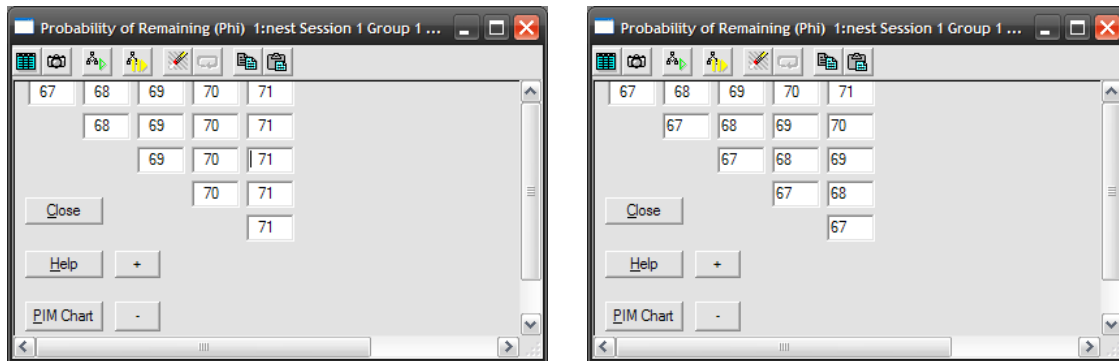 Probability of Remaining (Phi) 1:nest Session 1 Group 1 ...
67 68 69 70 71
68 69 70 71
69 70 71
70 71
71
Close
Help + 
PIM Chart -
Probability of Remaining (Phi) 1:nest Session 1 Group 1 ...
67 68 69 70 71
67 68 69 70
67 68 69
67 68
67
Close
Help +
PIM Chart -